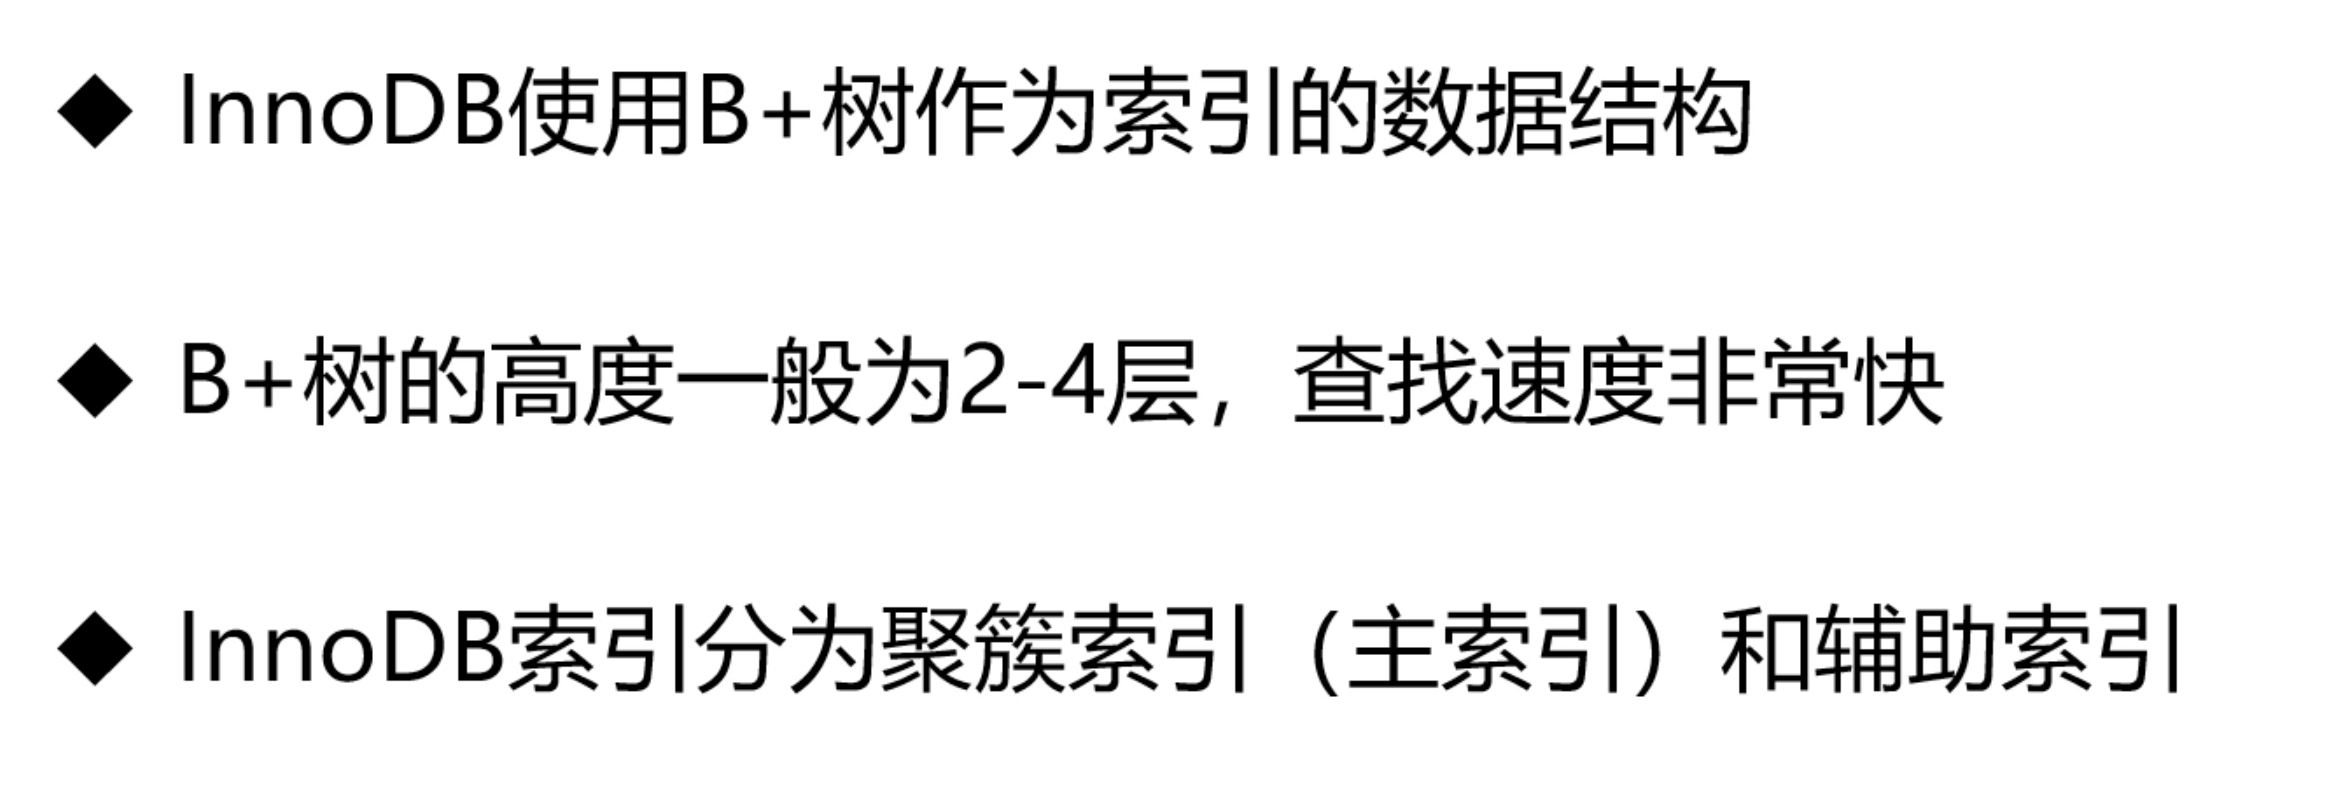 ◆ InnoDB使用B+树作为索引的数据结构
◆ B+树的高度一般为2-4层，查找速度非常快
◆ InnoDB索引分为聚簇索引（主索引）和辅助索引